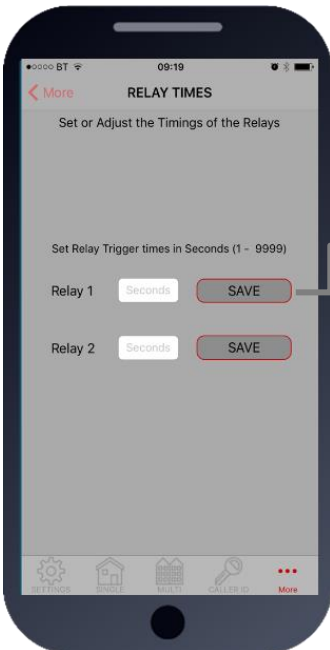 ●○○○○ BT 09:19
More RELAY TIMES
Set or Adjust the Timings of the Relays
Set Relay Trigger times in Seconds (1 - 9999)
Relay 1 Seconds SAVE
Relay 2 Seconds SAVE
SETTINGS SINGLE MULTI CALLER ID More